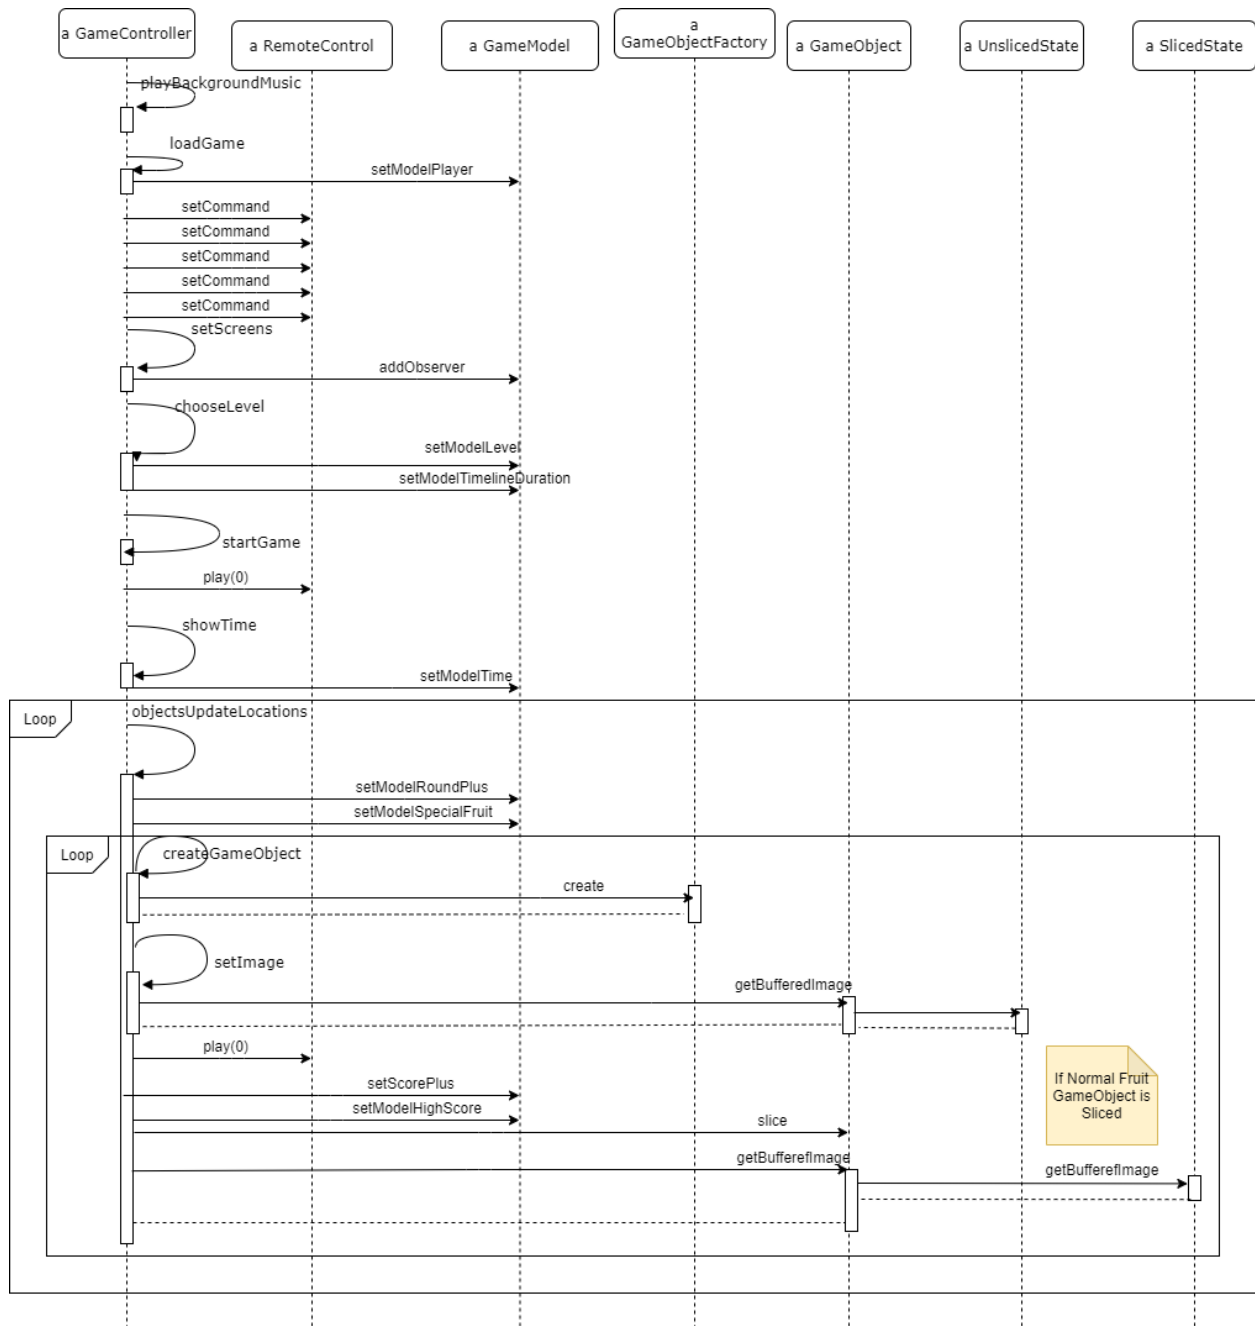 a GameController
a RemoteControl
a GameModel
a
GameObjectFactory
a GameObject
a UnslicedState
a SlicedState
playBackgroundMusic
loadGame
setModelPlayer
setCommand
setCommand
setCommand
setCommand
setCommand
setScreens
addObserver
chooseLevel
setModelLevel
setModelTimelineDuration
startGame
play(0)
showTime
setModelTime
Loop
objectsUpdateLocations
setModelRoundPlus
setModelSpecialFruit
Loop
createGameObject
create
setImage
getBufferedImage
play(0)
If Normal Fruit
GameObject is
Sliced
setScorePlus
setModelHighScore
slice
getBufferefImage
getBufferefImage